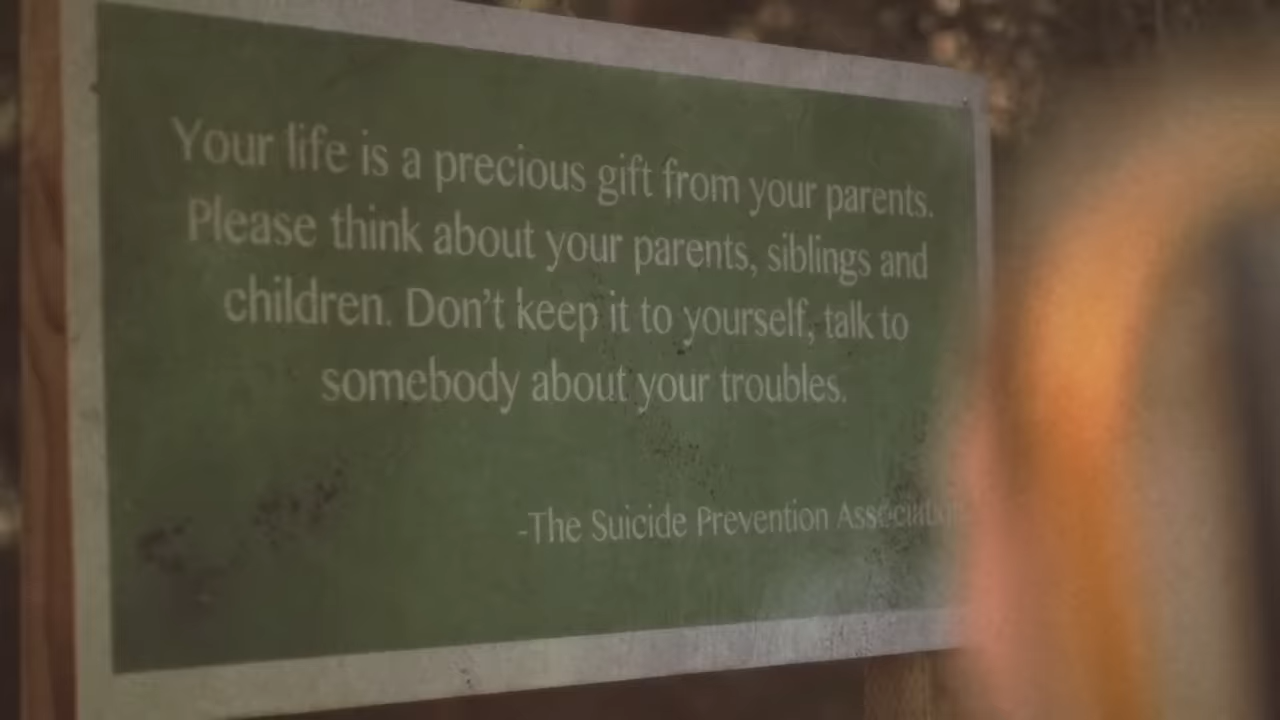 Your life is a precious gift from your parents.
Please think about your parents, siblings and
children. Don't keep it to yourself, talk to
somebody about your troubles.
-The Suicide Prevention Association